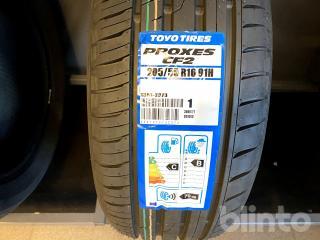 TOYO TIRES
PROXES
CF2
205/55 R16 91H
1
C
B
blinto